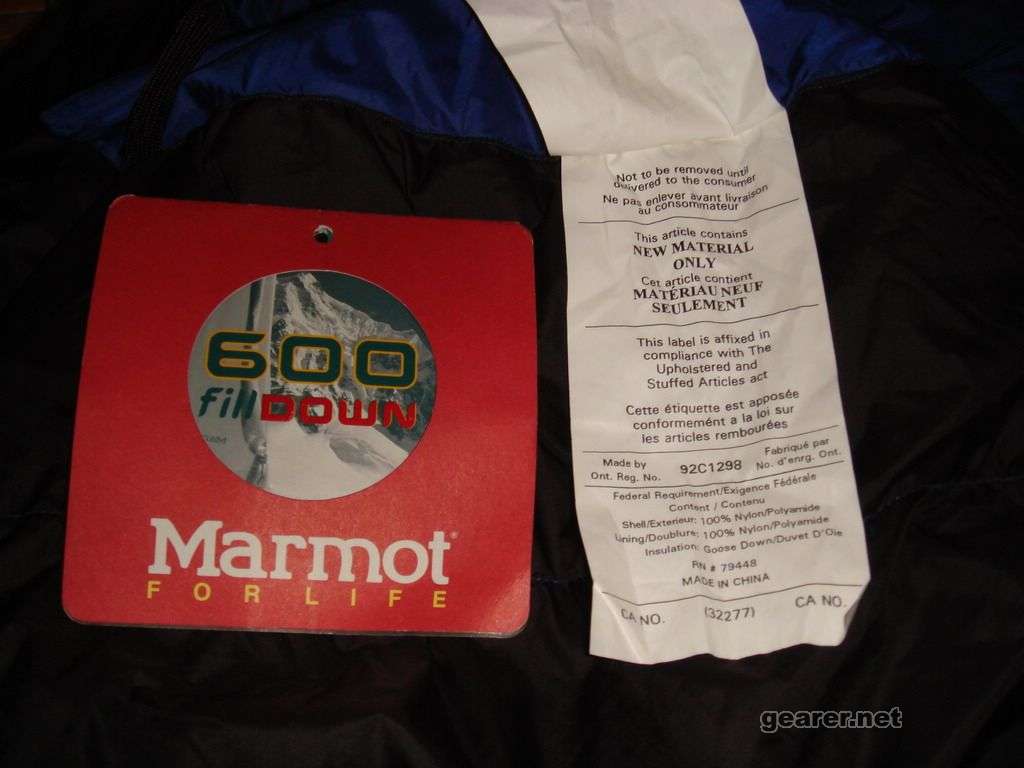 600
fill DOWN
Marmot
FOR LIFE
Not to be removed until
delivered to the consumer
Ne pas enlever avant livraison
au consommateur
This article contains
NEW MATERIAL
ONLY
Cet article contient
MATÉRIAU NEUF
SEULEMENT
This label is affixed in
compliance with The
Upholstered and
Stuffed Articles act
Cette étiquette est apposée
conformément a la loi sur
les articles rembourées
Made by 92C1298 Fabriqué par
Ont. Reg. No. No. d'enrg. Ont.
Federal Requirement/Exigence Fédérale
Content / Contenu
Shell/Exterieur: 100% Nylon/Polyamide
Lining/Doublure: 100% Nylon/Polyamide
Insulation: Goose Down/Duvet D'Oie
RN # 79448
MADE IN CHINA
CA NO. (32277) CA NO.
gearer.net